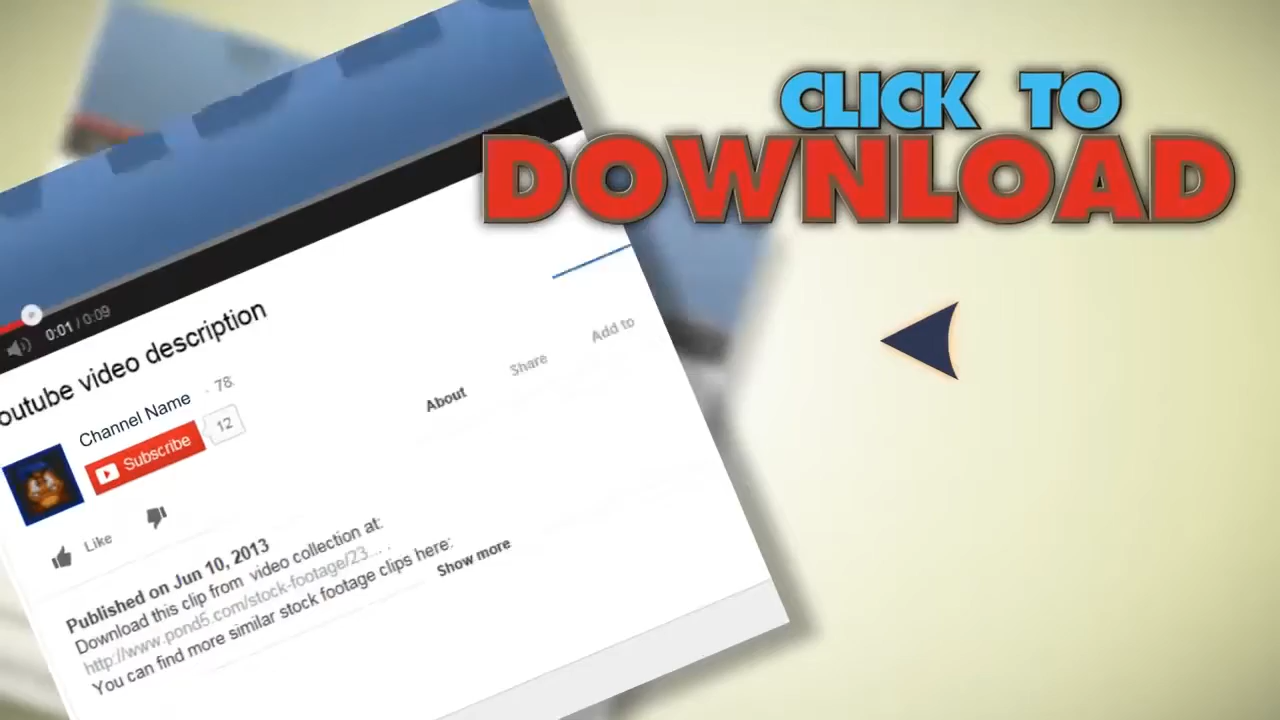 CLICK TO
DOWNLOAD
0:01 / 0:09
outube video description
Channel Name · 78
Subscribe 12
About Share Add to
Like
Published on Jun 10, 2013
Download this clip from video collection at:
http://www.pond5.com/stock-footage/23... .
You can find more similar stock footage clips here:
Show more